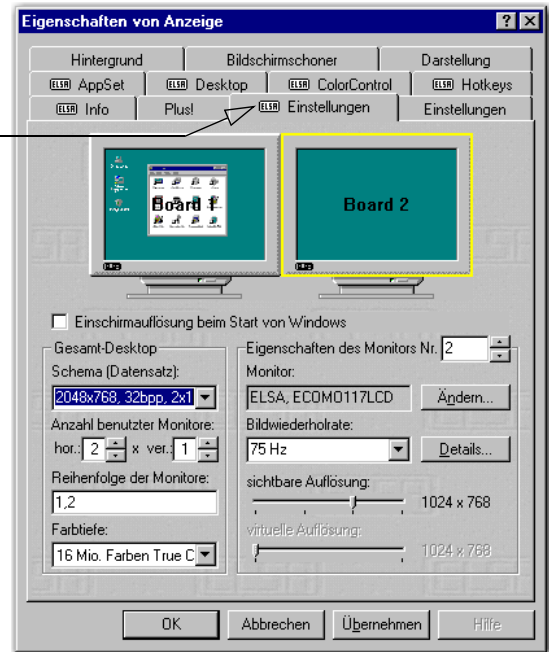 Eigenschaften von Anzeige
Hintergrund Bildschirmschoner Darstellung
ELSA AppSet ELSA Desktop ELSA ColorControl ELSA Hotkeys
ELSA Info Plus! ELSA Einstellungen Einstellungen
Board 1 Board 2
Einschirmauflösung beim Start von Windows
Gesamt-Desktop
Schema (Datensatz):
2048x768, 32bpp, 2x1
Anzahl benutzter Monitore:
hor.: 2 x ver.: 1
Reihenfolge der Monitore:
1,2
Farbtiefe:
16 Mio. Farben True C
Eigenschaften des Monitors Nr. 2
Monitor:
ELSA, ECOMO117LCD Ändern...
Bildwiederholrate:
75 Hz Details...
sichtbare Auflösung:
1024 x 768
virtuelle Auflösung:
1024 x 768
OK Abbrechen Übernehmen Hilfe